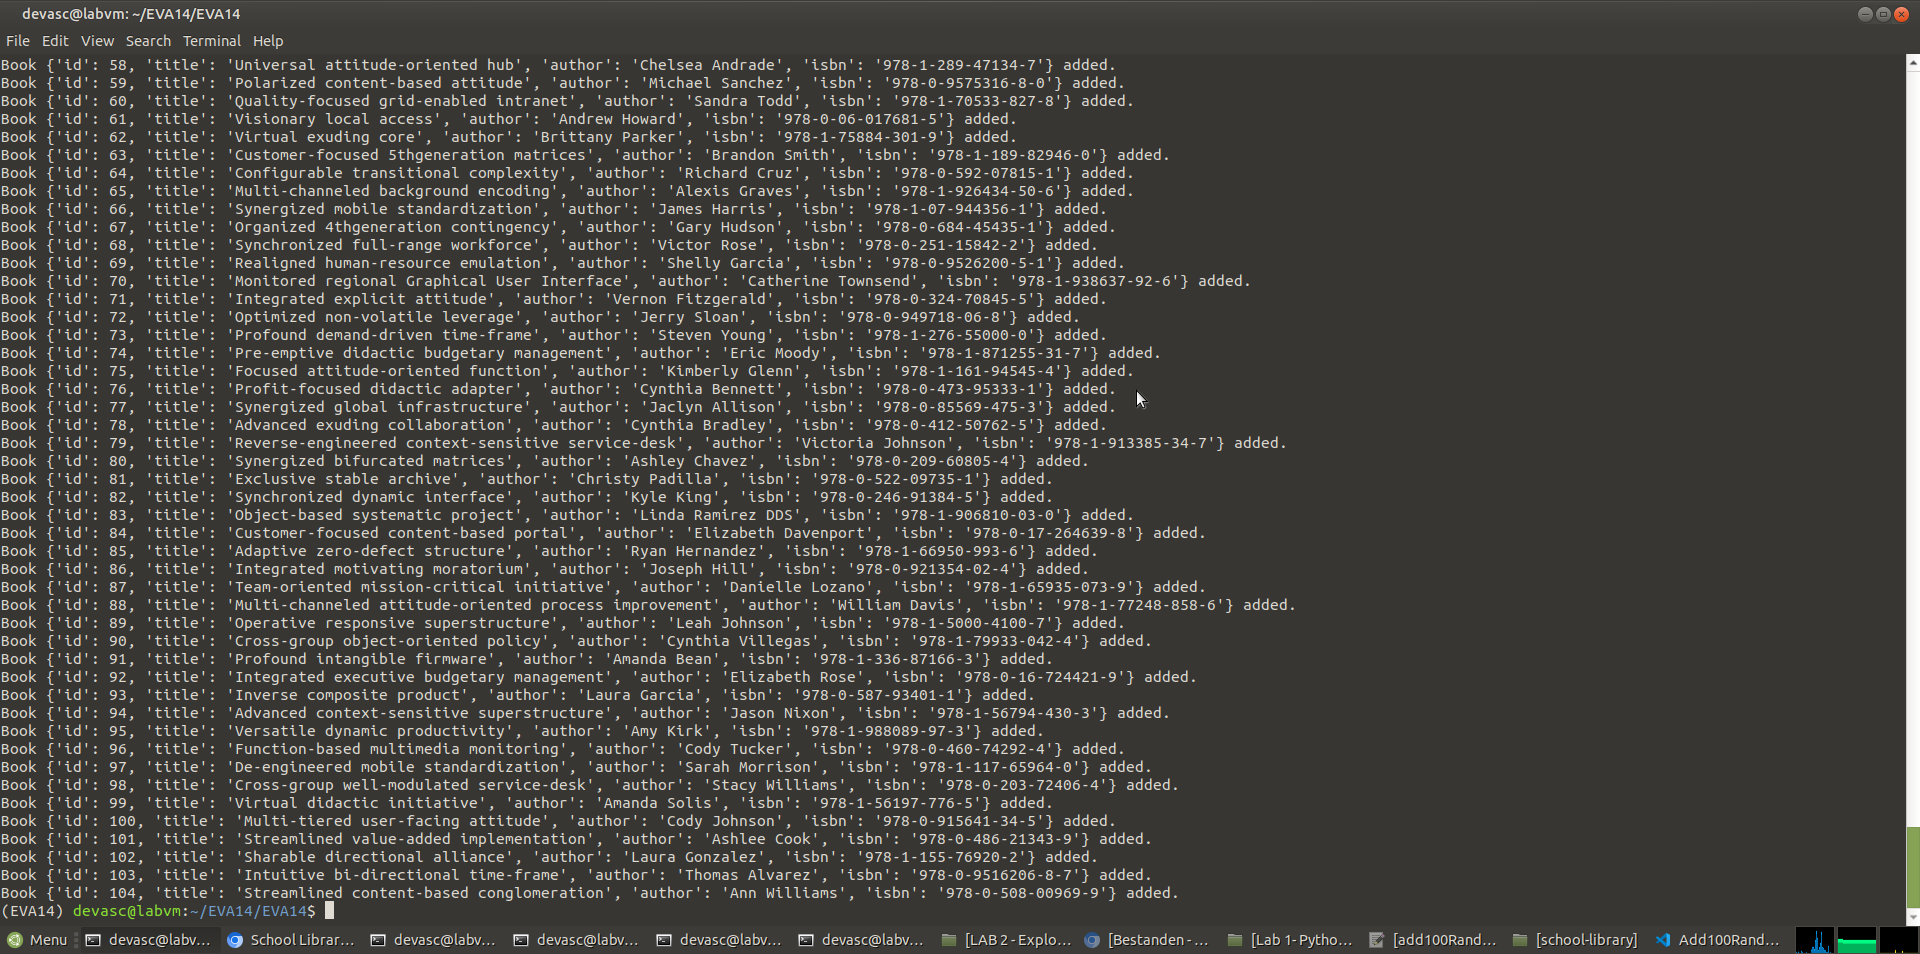 devasc@labvm: ~/EVA14/EVA14
File Edit View Search Terminal Help
Book {'id': 58, 'title': 'Universal attitude-oriented hub', 'author': 'Chelsea Andrade', 'isbn': '978-1-289-47134-7'} added.
Book {'id': 59, 'title': 'Polarized content-based attitude', 'author': 'Michael Sanchez', 'isbn': '978-0-9575316-8-0'} added.
Book {'id': 60, 'title': 'Quality-focused grid-enabled intranet', 'author': 'Sandra Todd', 'isbn': '978-1-70533-827-8'} added.
Book {'id': 61, 'title': 'Visionary local access', 'author': 'Andrew Howard', 'isbn': '978-0-06-017681-5'} added.
Book {'id': 62, 'title': 'Virtual exuding core', 'author': 'Brittany Parker', 'isbn': '978-1-75884-301-9'} added.
Book {'id': 63, 'title': 'Customer-focused 5thgeneration matrices', 'author': 'Brandon Smith', 'isbn': '978-1-189-82946-0'} added.
Book {'id': 64, 'title': 'Configurable transitional complexity', 'author': 'Richard Cruz', 'isbn': '978-0-592-07815-1'} added.
Book {'id': 65, 'title': 'Multi-channeled background encoding', 'author': 'Alexis Graves', 'isbn': '978-1-926434-50-6'} added.
Book {'id': 66, 'title': 'Synergized mobile standardization', 'author': 'James Harris', 'isbn': '978-1-07-944356-1'} added.
Book {'id': 67, 'title': 'Organized 4thgeneration contingency', 'author': 'Gary Hudson', 'isbn': '978-0-684-45435-1'} added.
Book {'id': 68, 'title': 'Synchronized full-range workforce', 'author': 'Victor Rose', 'isbn': '978-0-251-15842-2'} added.
Book {'id': 69, 'title': 'Realigned human-resource emulation', 'author': 'Shelly Garcia', 'isbn': '978-0-9526200-5-1'} added.
Book {'id': 70, 'title': 'Monitored regional Graphical User Interface', 'author': 'Catherine Townsend', 'isbn': '978-1-938637-92-6'} added.
Book {'id': 71, 'title': 'Integrated explicit attitude', 'author': 'Vernon Fitzgerald', 'isbn': '978-0-324-70845-5'} added.
Book {'id': 72, 'title': 'Optimized non-volatile leverage', 'author': 'Jerry Sloan', 'isbn': '978-0-949718-06-8'} added.
Book {'id': 73, 'title': 'Profound demand-driven time-frame', 'author': 'Steven Young', 'isbn': '978-1-276-55000-0'} added.
Book {'id': 74, 'title': 'Pre-emptive didactic budgetary management', 'author': 'Eric Moody', 'isbn': '978-1-871255-31-7'} added.
Book {'id': 75, 'title': 'Focused attitude-oriented function', 'author': 'Kimberly Glenn', 'isbn': '978-1-161-94545-4'} added.
Book {'id': 76, 'title': 'Profit-focused didactic adapter', 'author': 'Cynthia Bennett', 'isbn': '978-0-473-95333-1'} added.
Book {'id': 77, 'title': 'Synergized global infrastructure', 'author': 'Jaclyn Allison', 'isbn': '978-0-85569-475-3'} added.
Book {'id': 78, 'title': 'Advanced exuding collaboration', 'author': 'Cynthia Bradley', 'isbn': '978-0-412-50762-5'} added.
Book {'id': 79, 'title': 'Reverse-engineered context-sensitive service-desk', 'author': 'Victoria Johnson', 'isbn': '978-1-913385-34-7'} added.
Book {'id': 80, 'title': 'Synergized bifurcated matrices', 'author': 'Ashley Chavez', 'isbn': '978-0-209-60805-4'} added.
Book {'id': 81, 'title': 'Exclusive stable archive', 'author': 'Christy Padilla', 'isbn': '978-0-522-09735-1'} added.
Book {'id': 82, 'title': 'Synchronized dynamic interface', 'author': 'Kyle King', 'isbn': '978-0-246-91384-5'} added.
Book {'id': 83, 'title': 'Object-based systematic project', 'author': 'Linda Ramirez DDS', 'isbn': '978-1-906810-03-0'} added.
Book {'id': 84, 'title': 'Customer-focused content-based portal', 'author': 'Elizabeth Davenport', 'isbn': '978-0-17-264639-8'} added.
Book {'id': 85, 'title': 'Adaptive zero-defect structure', 'author': 'Ryan Hernandez', 'isbn': '978-1-66950-993-6'} added.
Book {'id': 86, 'title': 'Integrated motivating moratorium', 'author': 'Joseph Hill', 'isbn': '978-0-921354-02-4'} added.
Book {'id': 87, 'title': 'Team-oriented mission-critical initiative', 'author': 'Danielle Lozano', 'isbn': '978-1-65935-073-9'} added.
Book {'id': 88, 'title': 'Multi-channeled attitude-oriented process improvement', 'author': 'William Davis', 'isbn': '978-1-77248-858-6'} added.
Book {'id': 89, 'title': 'Operative responsive superstructure', 'author': 'Leah Johnson', 'isbn': '978-1-5000-4100-7'} added.
Book {'id': 90, 'title': 'Cross-group object-oriented policy', 'author': 'Cynthia Villegas', 'isbn': '978-1-79933-042-4'} added.
Book {'id': 91, 'title': 'Profound intangible firmware', 'author': 'Amanda Bean', 'isbn': '978-1-336-87166-3'} added.
Book {'id': 92, 'title': 'Integrated executive budgetary management', 'author': 'Elizabeth Rose', 'isbn': '978-0-16-724421-9'} added.
Book {'id': 93, 'title': 'Inverse composite product', 'author': 'Laura Garcia', 'isbn': '978-0-587-93401-1'} added.
Book {'id': 94, 'title': 'Advanced context-sensitive superstructure', 'author': 'Jason Nixon', 'isbn': '978-1-56794-430-3'} added.
Book {'id': 95, 'title': 'Versatile dynamic productivity', 'author': 'Amy Kirk', 'isbn': '978-1-988089-97-3'} added.
Book {'id': 96, 'title': 'Function-based multimedia monitoring', 'author': 'Cody Tucker', 'isbn': '978-0-460-74292-4'} added.
Book {'id': 97, 'title': 'De-engineered mobile standardization', 'author': 'Sarah Morrison', 'isbn': '978-1-117-65964-0'} added.
Book {'id': 98, 'title': 'Cross-group well-modulated service-desk', 'author': 'Stacy Williams', 'isbn': '978-0-203-72406-4'} added.
Book {'id': 99, 'title': 'Virtual didactic initiative', 'author': 'Amanda Solis', 'isbn': '978-1-56197-776-5'} added.
Book {'id': 100, 'title': 'Multi-tiered user-facing attitude', 'author': 'Cody Johnson', 'isbn': '978-0-915641-34-5'} added.
Book {'id': 101, 'title': 'Streamlined value-added implementation', 'author': 'Ashlee Cook', 'isbn': '978-0-486-21343-9'} added.
Book {'id': 102, 'title': 'Sharable directional alliance', 'author': 'Laura Gonzalez', 'isbn': '978-1-155-76920-2'} added.
Book {'id': 103, 'title': 'Intuitive bi-directional time-frame', 'author': 'Thomas Alvarez', 'isbn': '978-0-9516206-8-7'} added.
Book {'id': 104, 'title': 'Streamlined content-based conglomeration', 'author': 'Ann Williams', 'isbn': '978-0-508-00969-9'} added.
(EVA14) devasc@labvm:~/EVA14/EVA14$
Menu devasc@labv... School Librar... devasc@labv... devasc@labv... devasc@labv... devasc@labv... [LAB 2 - Explo... [Bestanden - ... [Lab 1- Pytho... [add100Rand... [school-library] Add100Rand...